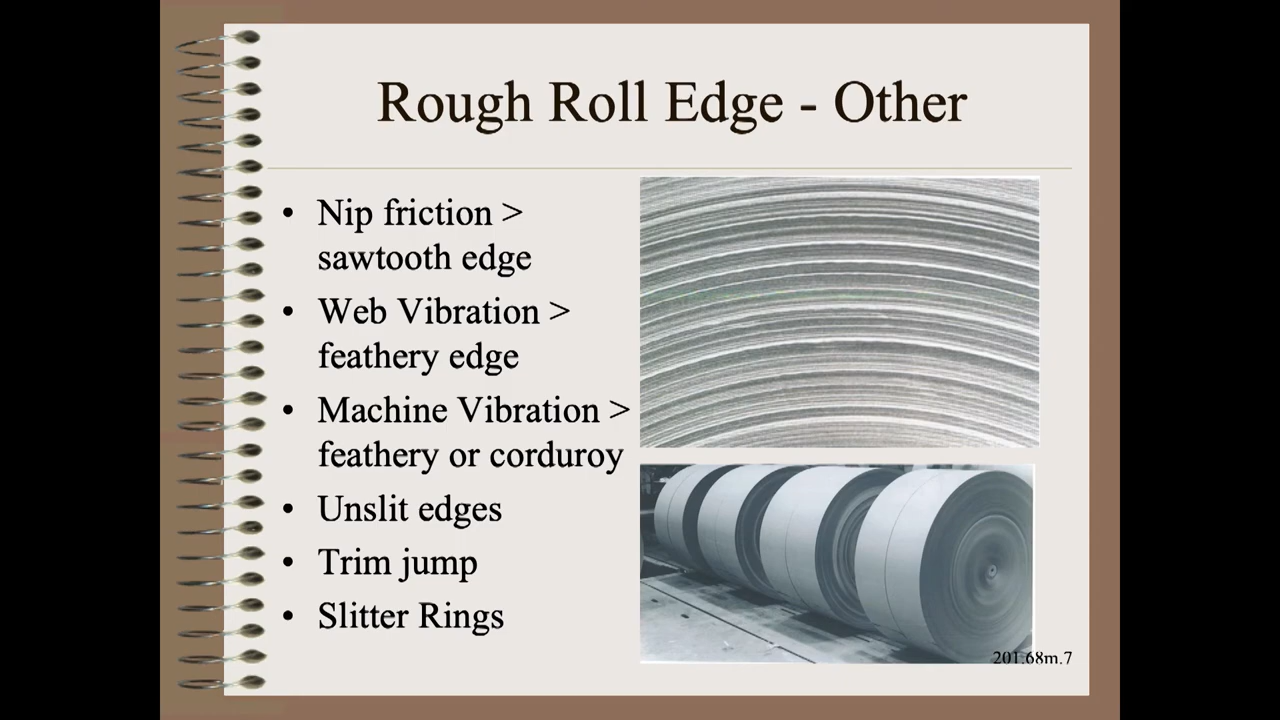 Rough Roll Edge - Other
• Nip friction >
sawtooth edge
• Web Vibration >
feathery edge
• Machine Vibration >
feathery or corduroy
• Unslit edges
• Trim jump
• Slitter Rings
201.68m.7